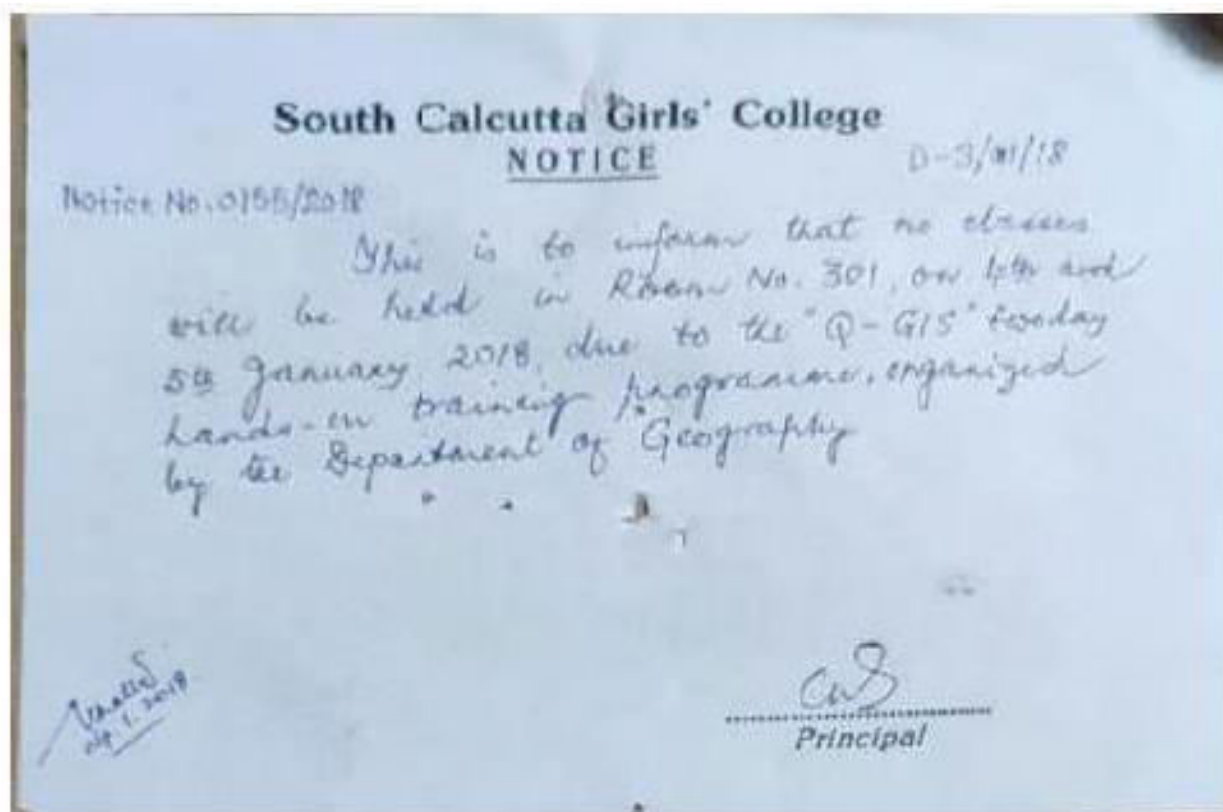 South Calcutta Girls' College
NOTICE
D-3/01/18
Notice No. 0155/2018
This is to inform that no classes
will be held in Room No. 301, on 4th and
5th January 2018, due to the "Q-GIS" twoday
hands-on training programme, organized
by the Department of Geography
Principal